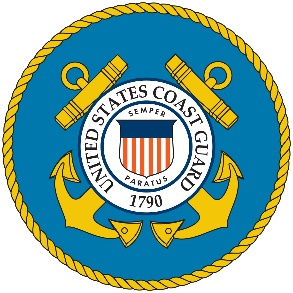 UNITED STATES COAST GUARD
SEMPER
PARATUS
1790